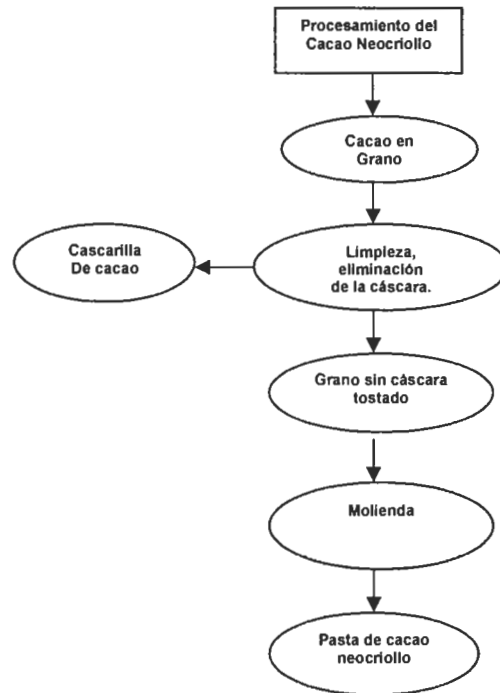 Procesamiento del
Cacao Neocriollo
Cacao en
Grano
Cascarilla
De cacao
Limpieza,
eliminación
de la cáscara.
Grano sin cáscara
tostado
Molienda
Pasta de cacao
neocriollo